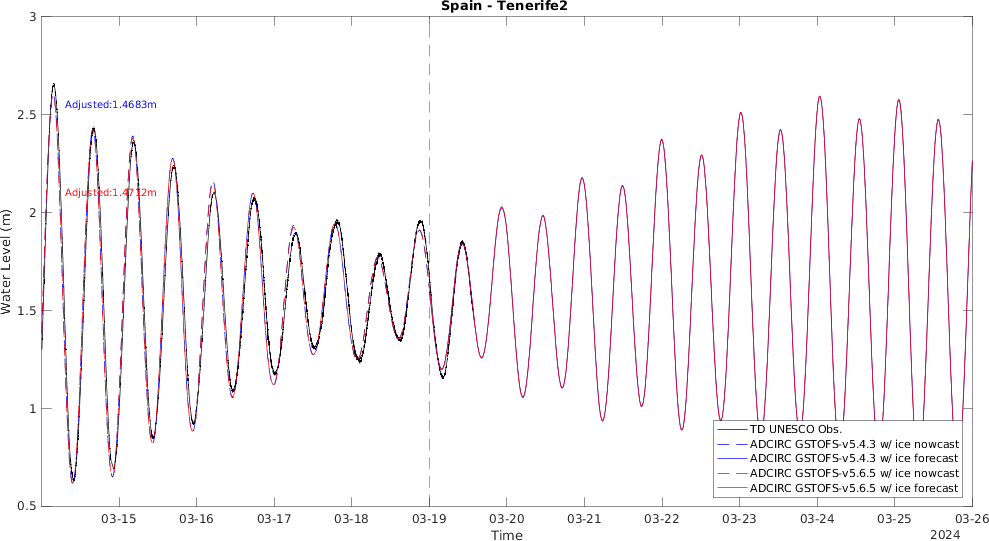 Spain - Tenerife2
3
2.5
2
1.5
1
0.5
Water Level (m)
Adjusted:1.4683m
Adjusted:1.4712m
TD UNESCO Obs.
ADCIRC GSTOFS-v5.4.3 w/ ice nowcast
ADCIRC GSTOFS-v5.4.3 w/ ice forecast
ADCIRC GSTOFS-v5.6.5 w/ ice nowcast
ADCIRC GSTOFS-v5.6.5 w/ ice forecast
03-15 03-16 03-17 03-18 03-19 03-20 03-21 03-22 03-23 03-24 03-25 03-26
Time
2024